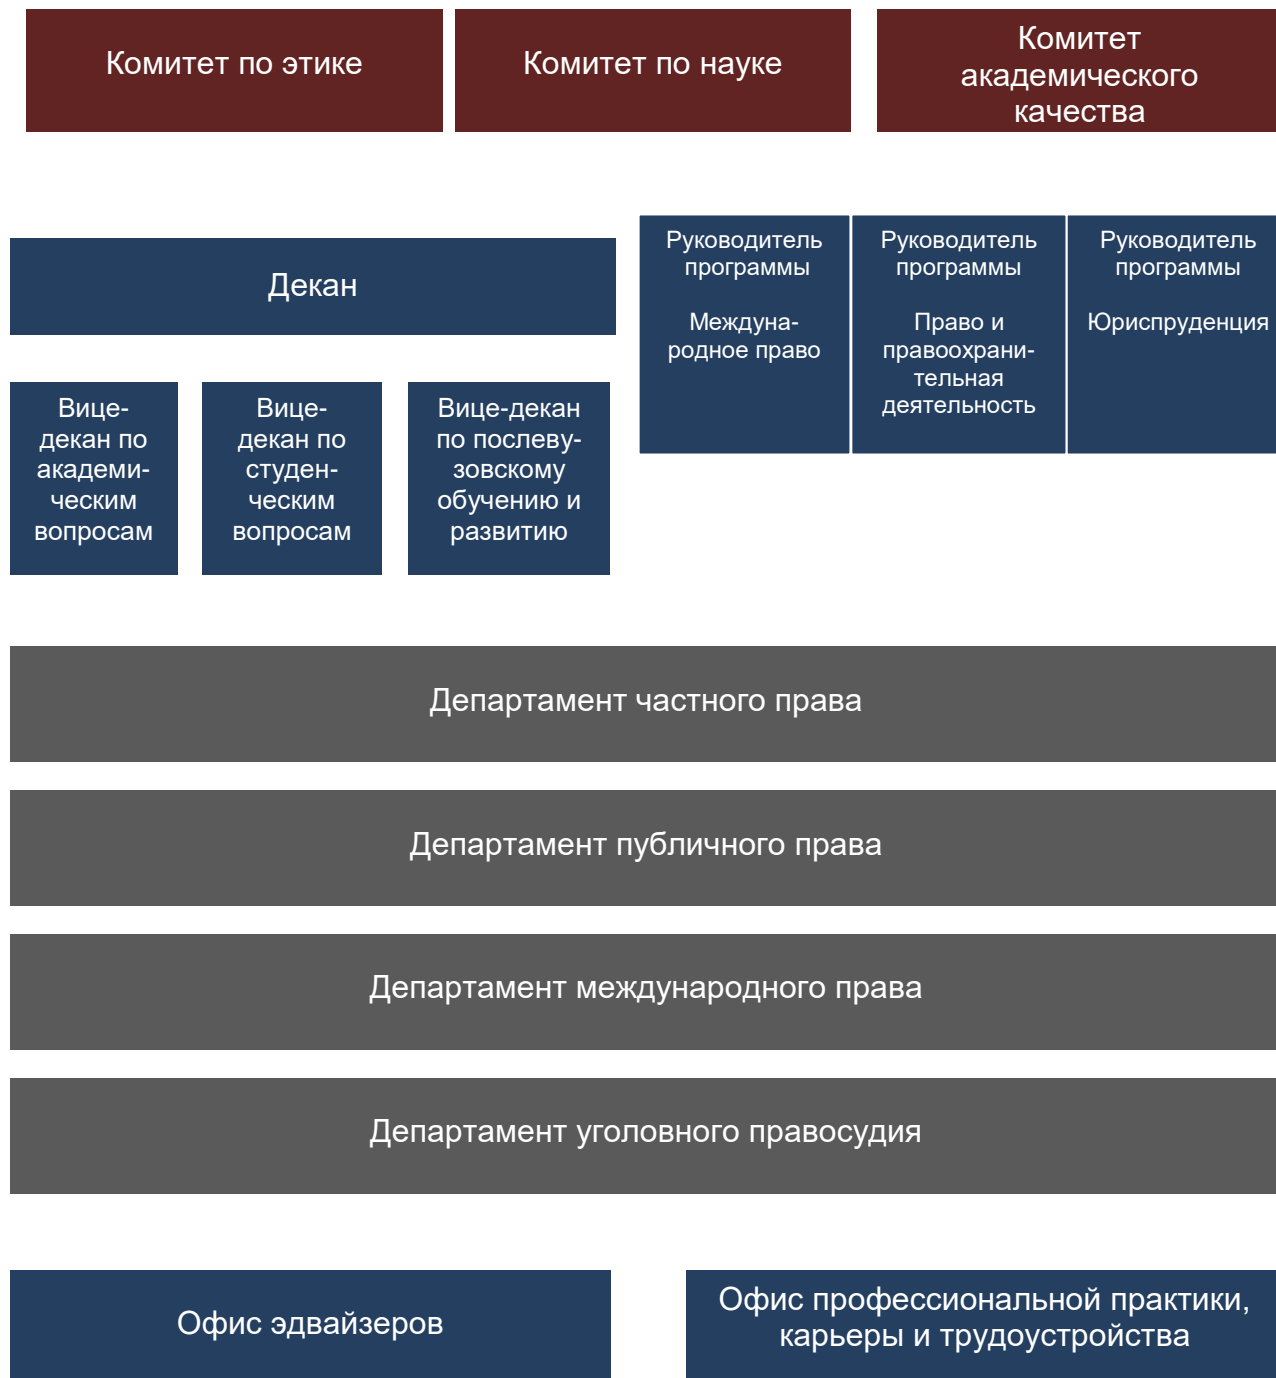 Комитет по этике
Комитет по науке
Комитет
академического
качества
Декан
Руководитель
программы
Междуна-
родное право
Руководитель
программы
Право и
правоохрани-
тельная
деятельность
Руководитель
программы
Юриспруденция
Вице-
декан по
академи-
ческим
вопросам
Вице-
декан по
студен-
ческим
вопросам
Вице-декан
по послеву-
зовскому
обучению и
развитию
Департамент частного права
Департамент публичного права
Департамент международного права
Департамент уголовного правосудия
Офис эдвайзеров
Офис профессиональной практики,
карьеры и трудоустройства